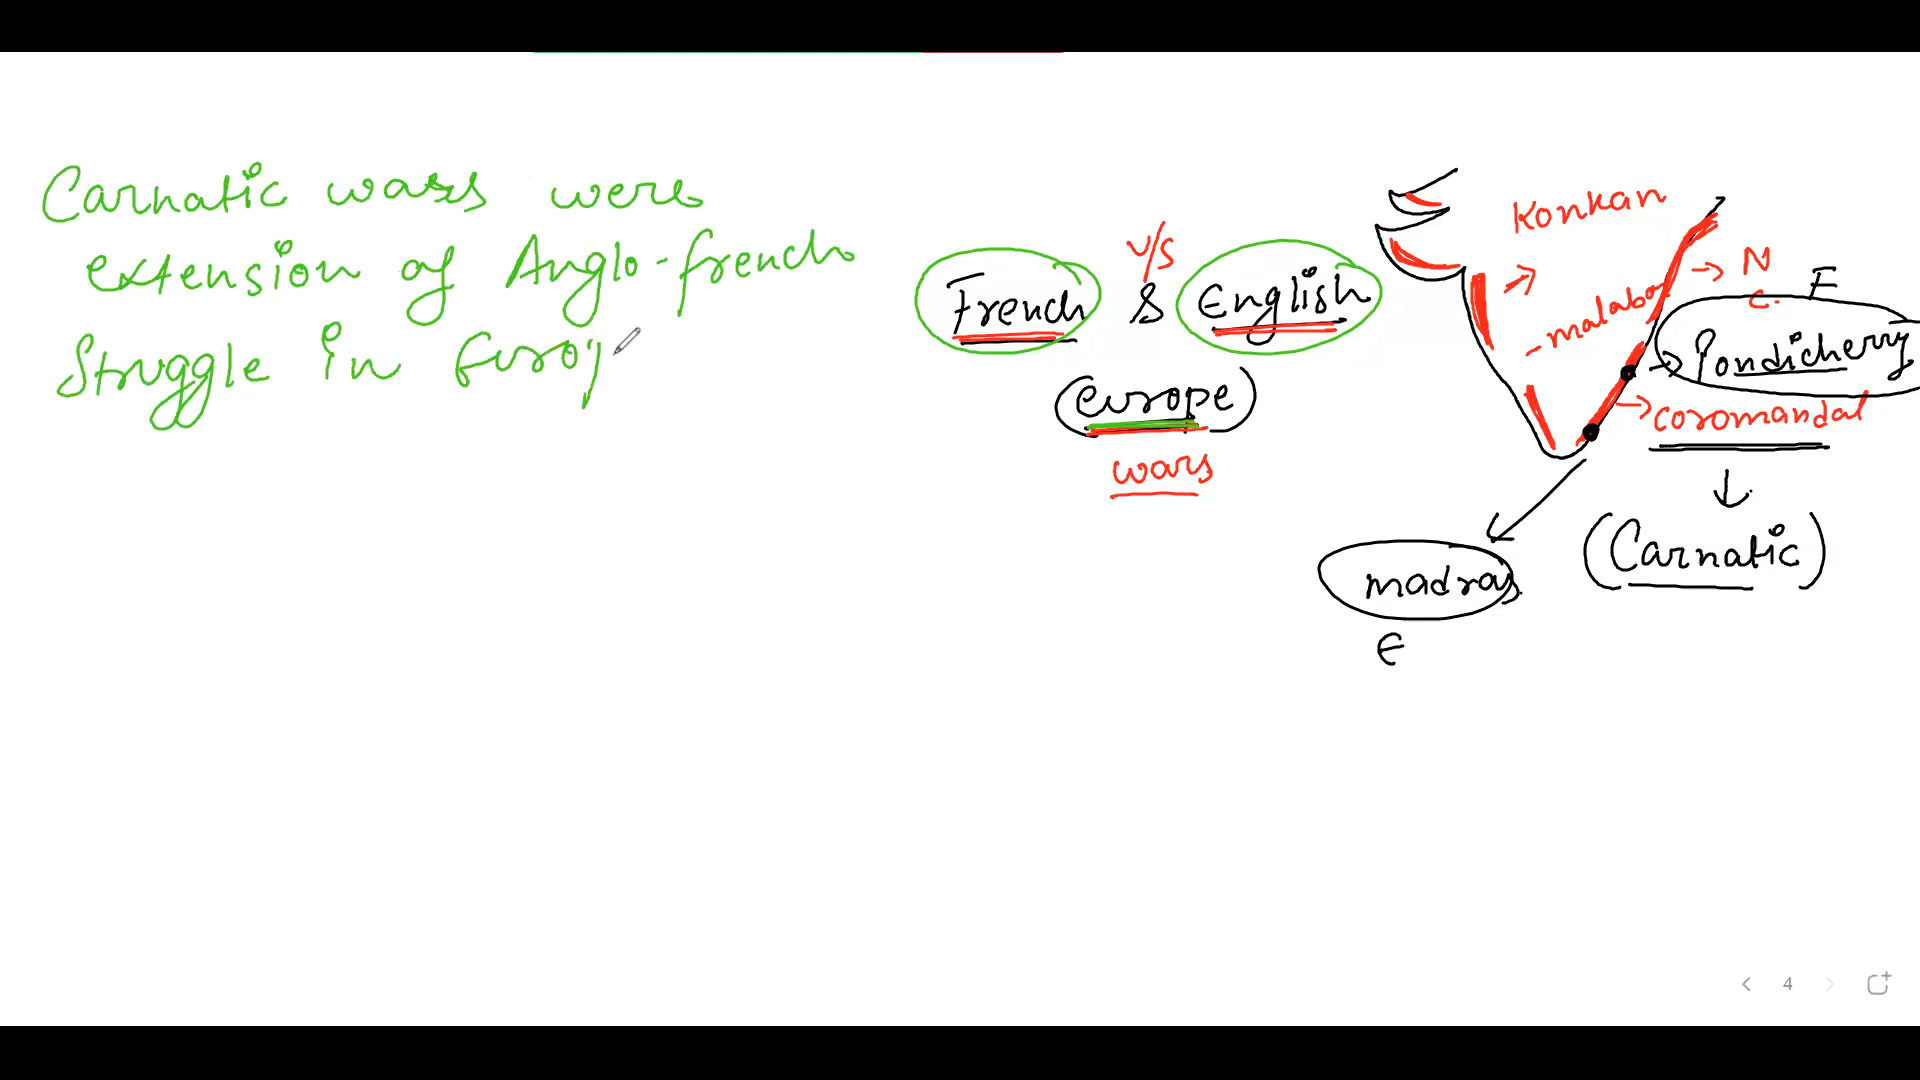 Carnatic wars were
extension of Anglo-french
Struggle in Europ
V/S
French & English
(europe)
wars
Konkan
malabar
N
C.
F
Pondicherry
coromandal
(Carnatic)
madras
E
4